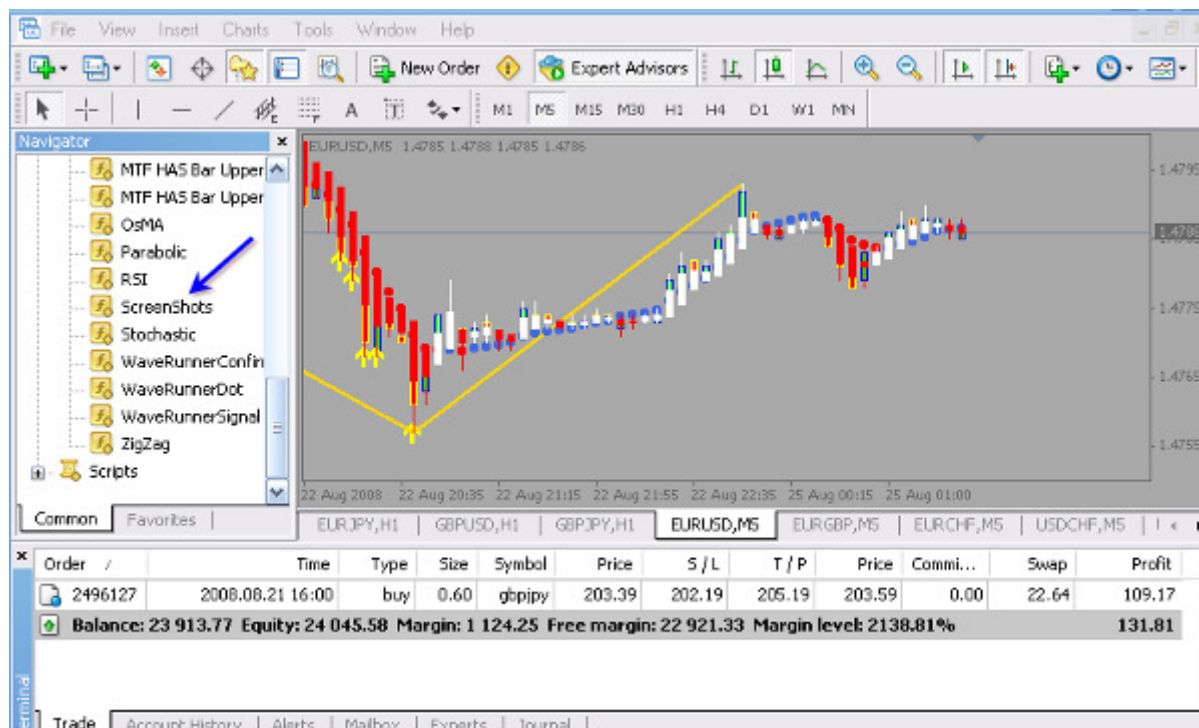 File View Insert Charts Tools Window Help
New Order Expert Advisors
A M1 M5 M15 M30 H1 H4 D1 W1 MN
Navigator
MTF HAS Bar Upper
MTF HAS Bar Upper
OsMA
Parabolic
RSI
ScreenShots
Stochastic
WaveRunnerConfin
WaveRunnerDot
WaveRunnerSignal
ZigZag
Scripts
Common Favorites
EURUSD,M5 1.4785 1.4788 1.4785 1.4786
1.4795
1.4786
1.4779
1.4769
1.4759
22 Aug 2008 22 Aug 20:35 22 Aug 21:15 22 Aug 21:55 22 Aug 22:35 25 Aug 00:15 25 Aug 01:00
EURJPY,H1 GBPUSD,H1 GBPJPY,H1 EURUSD,M5 EURGBP,M5 EURCHF,M5 USDCHF,M5
Order / Time Type Size Symbol Price S / L T / P Price Commi... Swap Profit
2496127 2008.08.21 16:00 buy 0.60 gbpjpy 203.39 202.19 205.19 203.59 0.00 22.64 109.17
Balance: 23 913.77 Equity: 24 045.58 Margin: 1 124.25 Free margin: 22 921.33 Margin level: 2138.81% 131.81
Trade Account History Alerts Mailbox Experts Journal